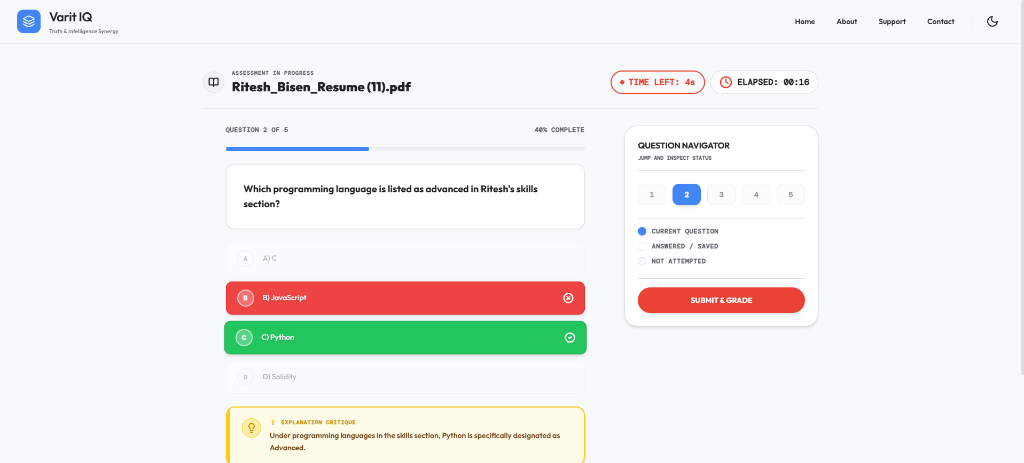 Varit IQ
Truth & Intelligence Synergy
Home About Support Contact
ASSESSMENT IN PROGRESS
Ritesh_Bisen_Resume (11).pdf
TIME LEFT: 4s
ELAPSED: 00:16
QUESTION 2 OF 5
40% COMPLETE
Which programming language is listed as advanced in Ritesh's skills
section?
A A) C
B B) JavaScript
C C) Python
D D) Solidity
EXPLANATION CRITIQUE
Under programming languages in the skills section, Python is specifically designated as
Advanced.
QUESTION NAVIGATOR
JUMP AND INSPECT STATUS
1 2 3 4 5
CURRENT QUESTION
ANSWERED / SAVED
NOT ATTEMPTED
SUBMIT & GRADE